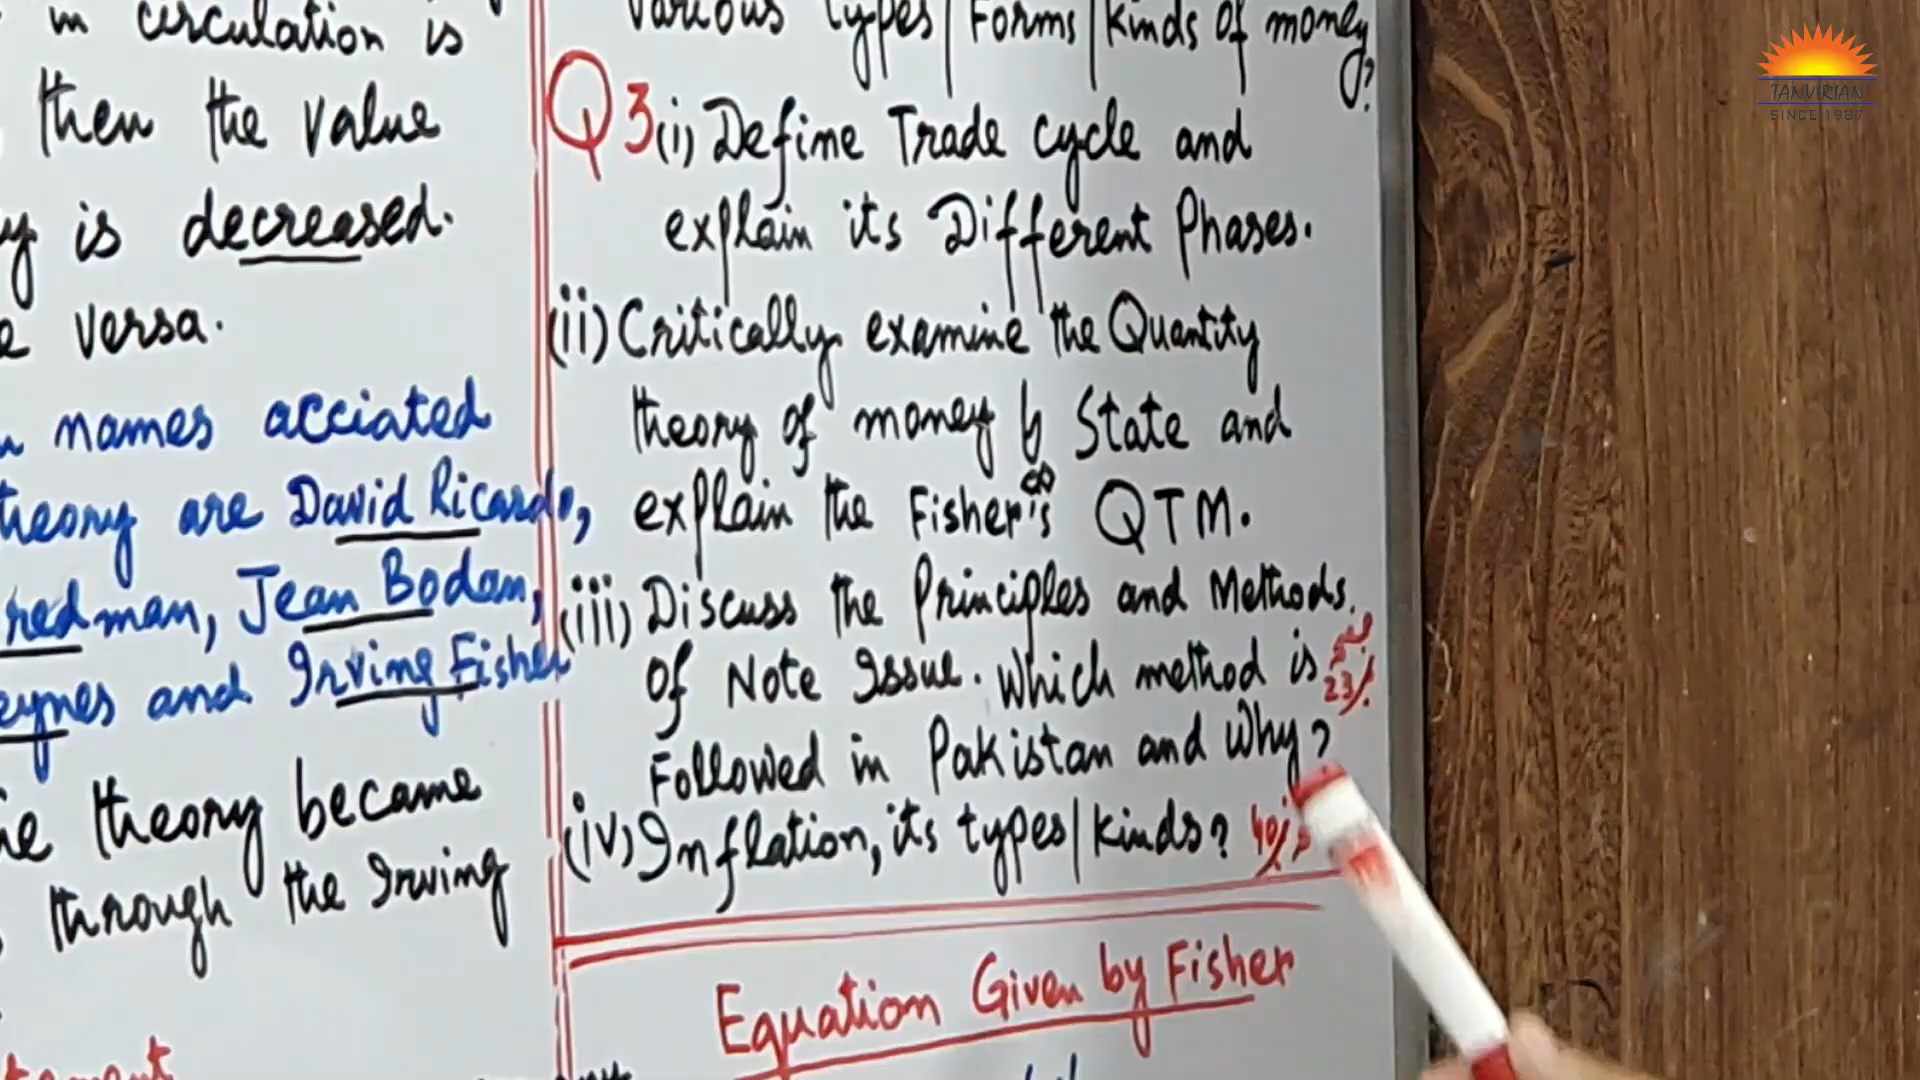 in circulation is
then the value
y is decreased.
e versa.
names acciated
theory are David Ricardo,
redman, Jean Bodan,
eynes and Irving Fisher
ie theory became
through the Irving
various types/Forms/kinds of money?
Q3 (i) Define Trade cycle and
explain its Different Phases.
(ii) Critically examine the Quantity
theory of money State and
explain the Fisher's QTM.
(iii) Discuss the Principles and Methods.
Of Note Issue. Which method is
23/.
Followed in Pakistan and Why?
(iv) Inflation, its types/kinds?
Equation Given by Fisher
TANVIRIAN
SINCE 1987